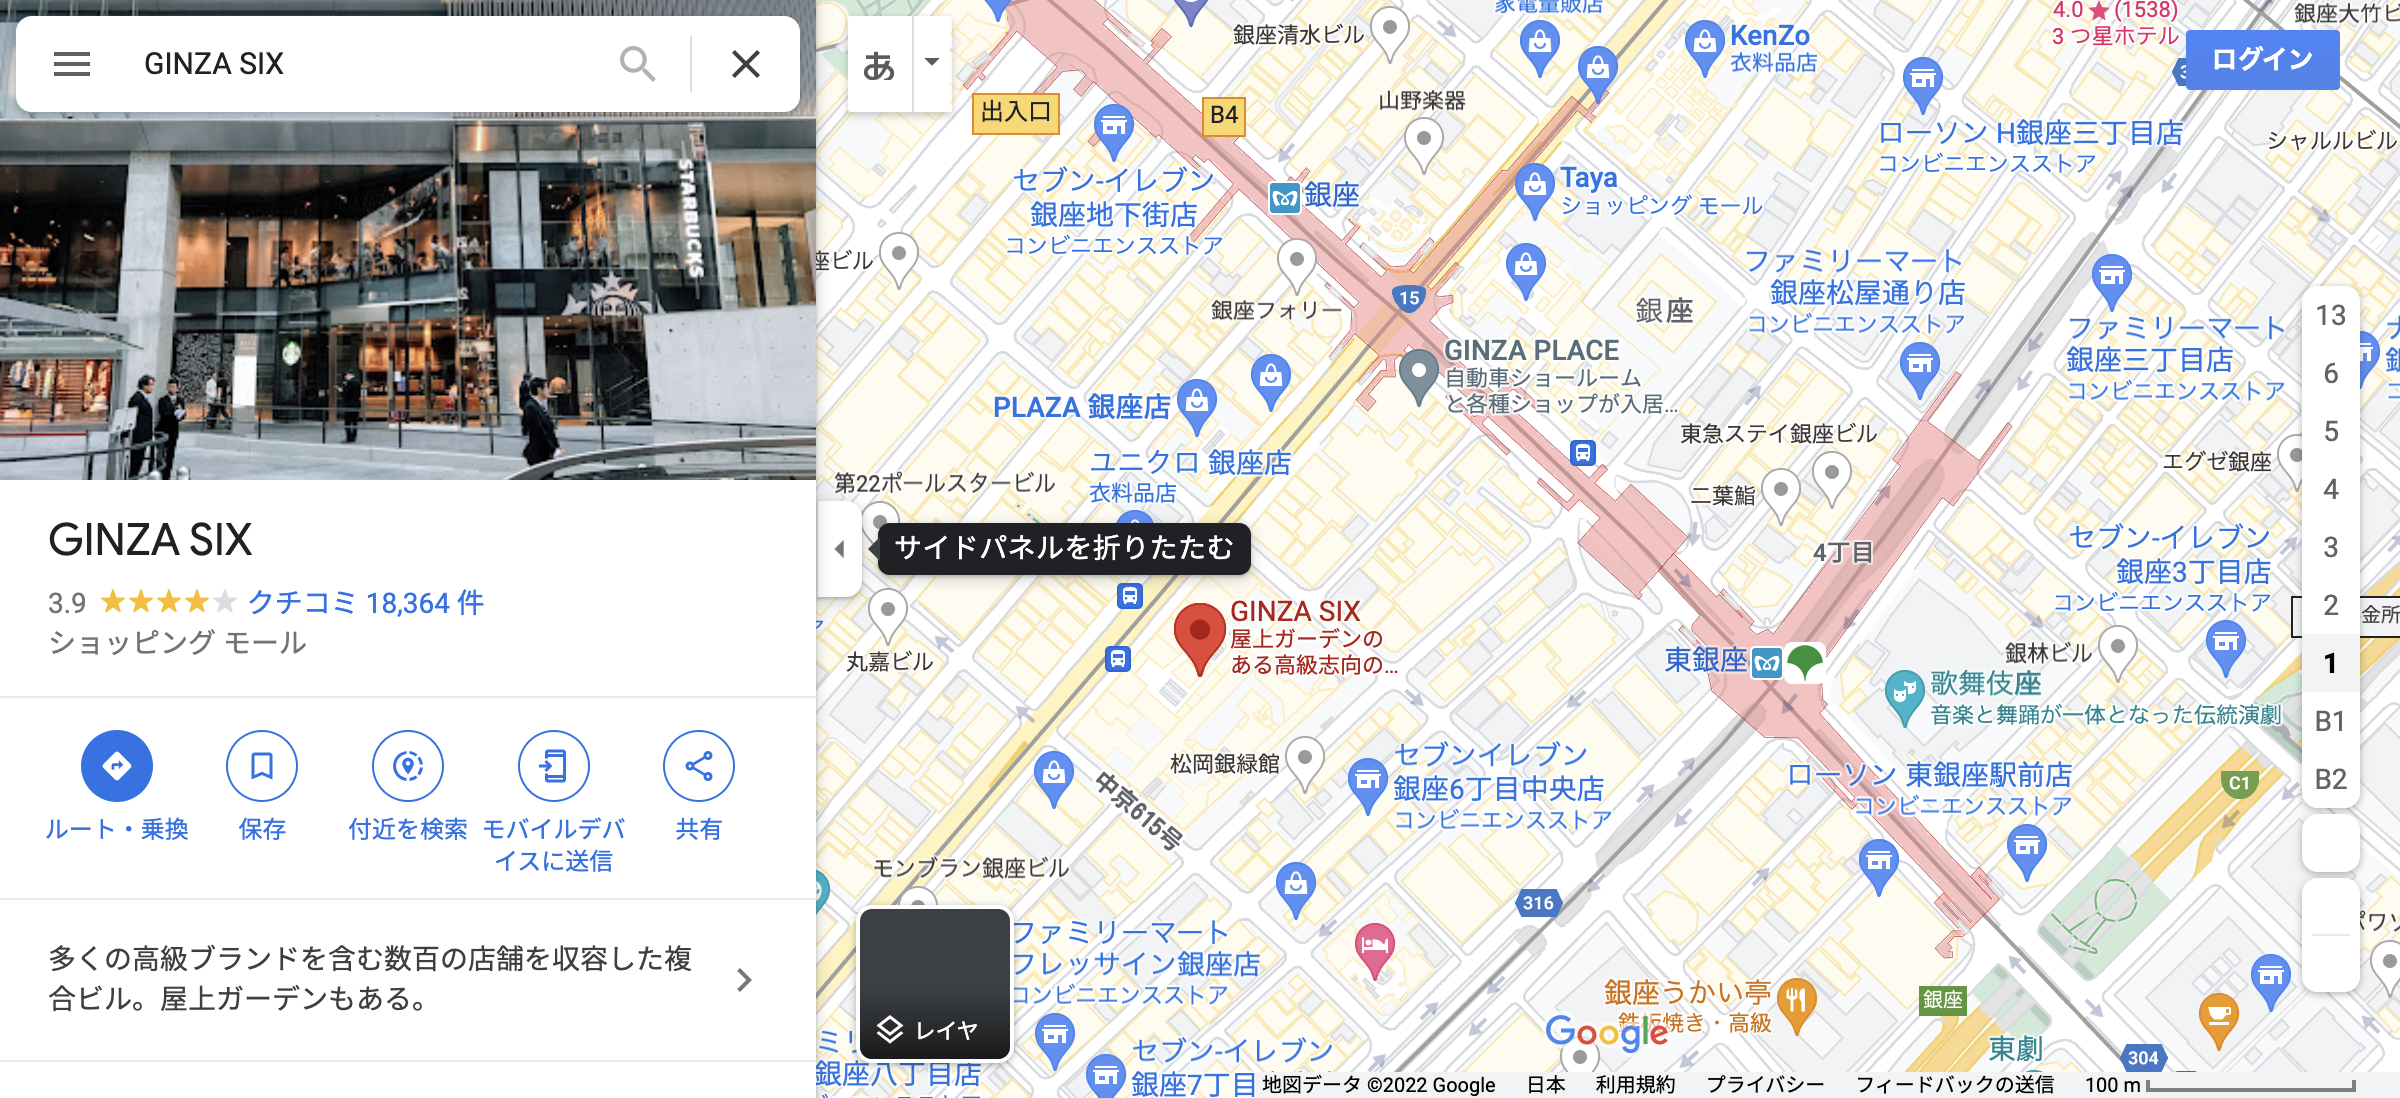 GINZA SIX
STARBUCKS
GINZA SIX
3.9
クチコミ 18,364 件
ショッピング モール
ルート・乗換
保存
付近を検索
モバイルデバ
イスに送信
共有
多くの高級ブランドを含む数百の店舗を収容した複
合ビル。屋上ガーデンもある。
あ
家電量販店
銀座清水ビル
KenZo
衣料品店
4.0 ★ (1538)
3 つ星ホテル
銀座大竹ビ
ログイン
出入口
B4
山野楽器
ローソン H銀座三丁目店
コンビニエンスストア
シャルルビル
セブン-イレブン
銀座地下街店
コンビニエンスストア
銀座
Taya
ショッピング モール
座ビル
銀座フォリー
15
銀座
ファミリーマート
銀座松屋通り店
コンビニエンスストア
GINZA PLACE
自動車ショールーム
と各種ショップが入居...
ファミリーマート
銀座三丁目店
コンビニエンスストア
PLAZA 銀座店
ユニクロ 銀座店
衣料品店
第22ポールスタービル
東急ステイ銀座ビル
二葉鮨
エグゼ銀座
サイドパネルを折りたたむ
4丁目
セブン-イレブン
銀座3丁目店
コンビニエンスストア
金所
GINZA SIX
屋上ガーデンの
ある高級志向の...
丸嘉ビル
東銀座
銀林ビル
歌舞伎座
音楽と舞踊が一体となった伝統演劇
松岡銀緑館
中京615号
セブンイレブン
銀座6丁目中央店
コンビニエンスストア
ローソン 東銀座駅前店
コンビニエンスストア
C1
モンブラン銀座ビル
316
ファミリーマート
フレッサイン銀座店
コンビニエンスストア
レイヤ
銀座うかい亭
鉄板焼き・高級
銀座
東劇
304
銀座八丁目店
セブン-イレブン
銀座7丁目
13
6
5
4
3
2
1
B1
B2
Google
地図データ ©2022 Google
日本
利用規約
プライバシー
フィードバックの送信
100 m